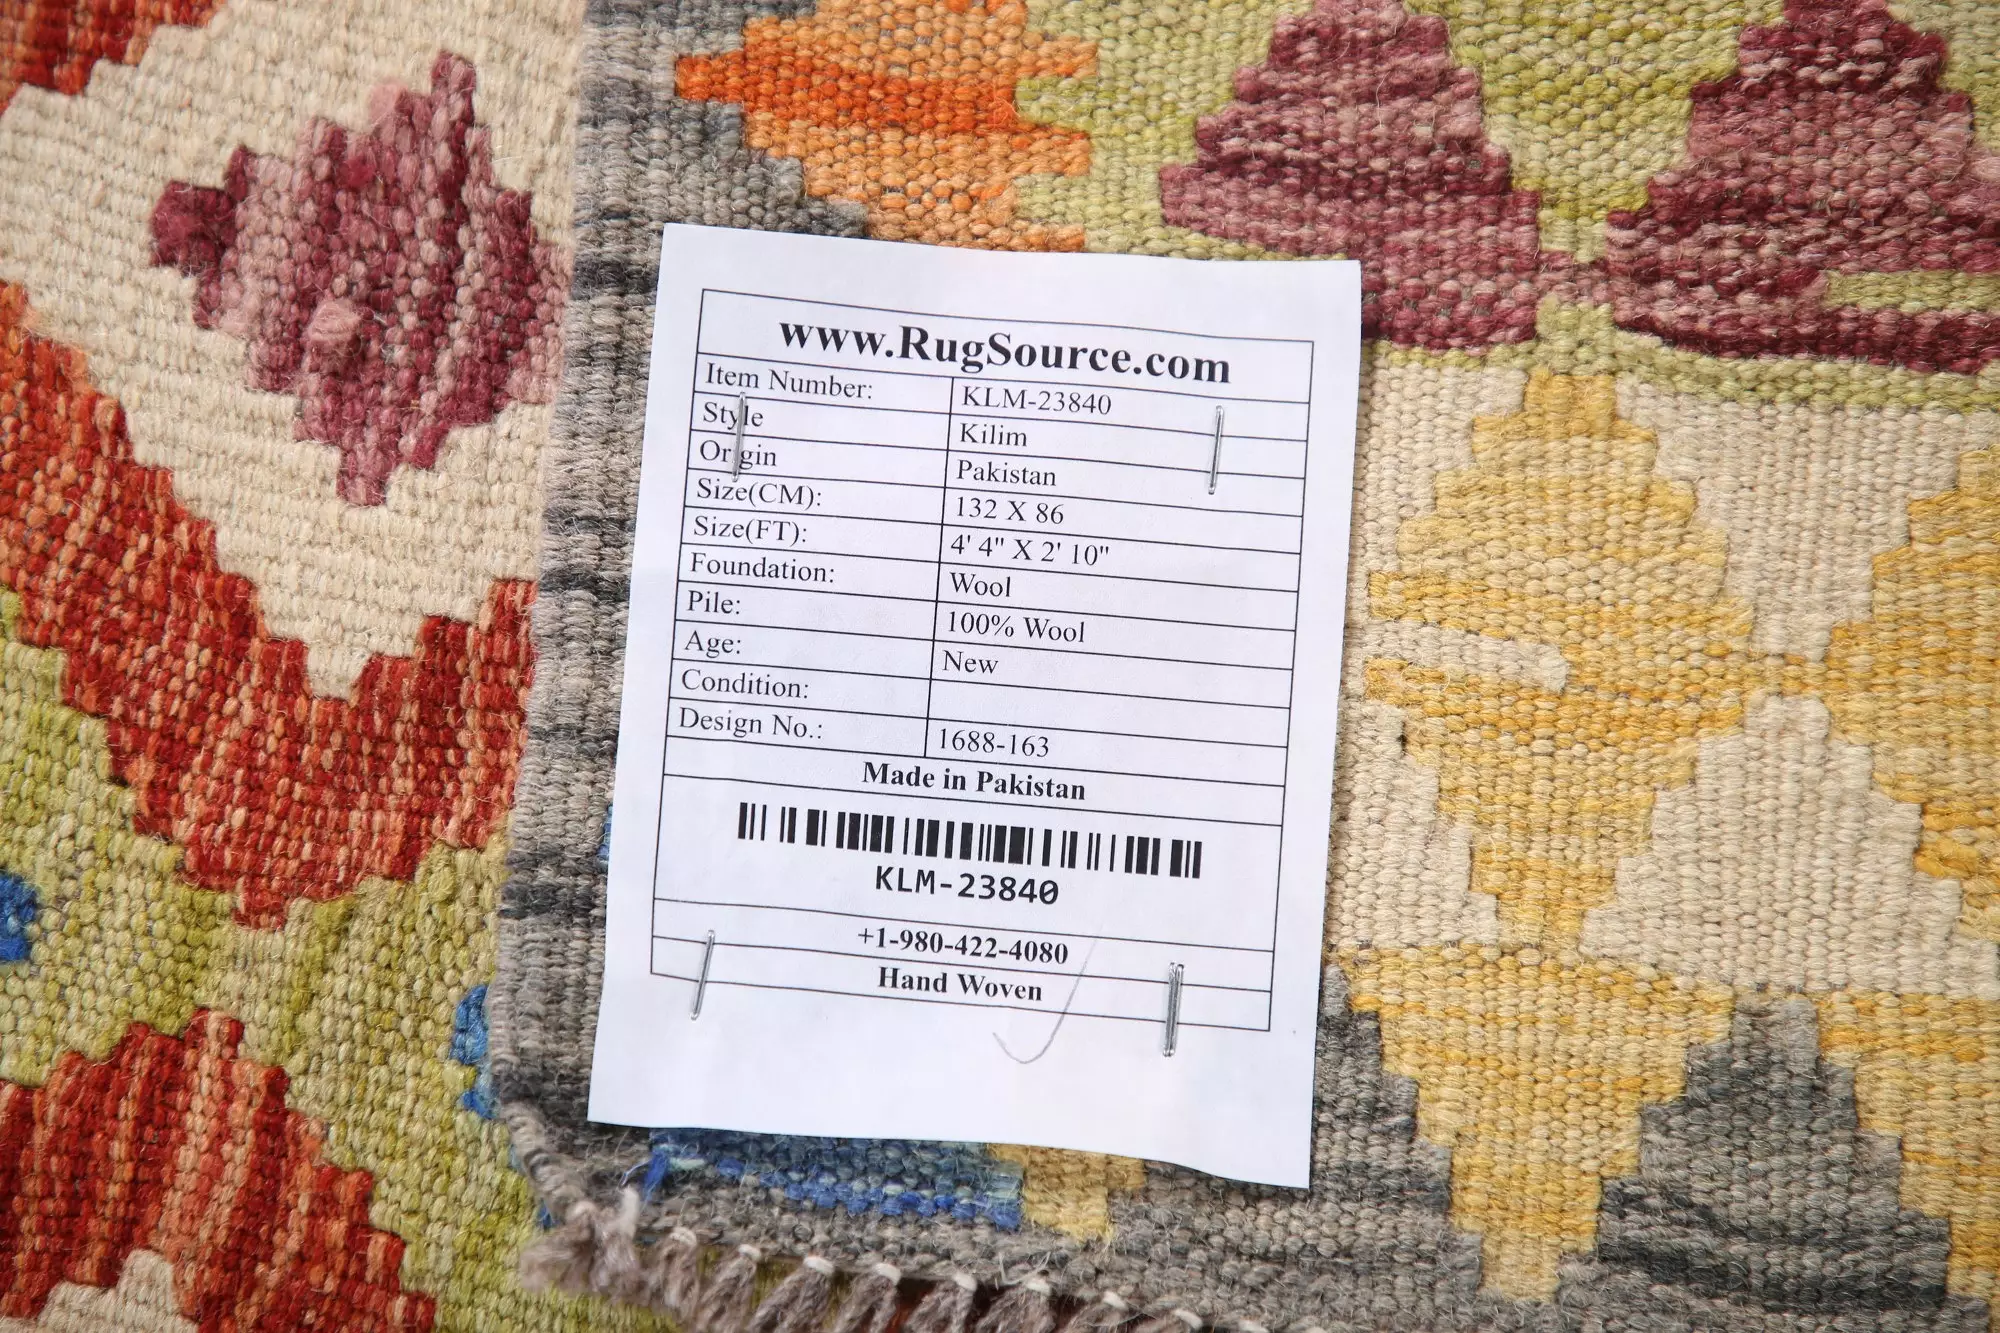 www.RugSource.com
Item Number: KLM-23840
Style Kilim
Origin Pakistan
Size(CM): 132 X 86
Size(FT): 4' 4" X 2' 10"
Foundation: Wool
Pile: 100% Wool
Age: New
Condition:
Design No.: 1688-163
Made in Pakistan
KLM-23840
+1-980-422-4080
Hand Woven